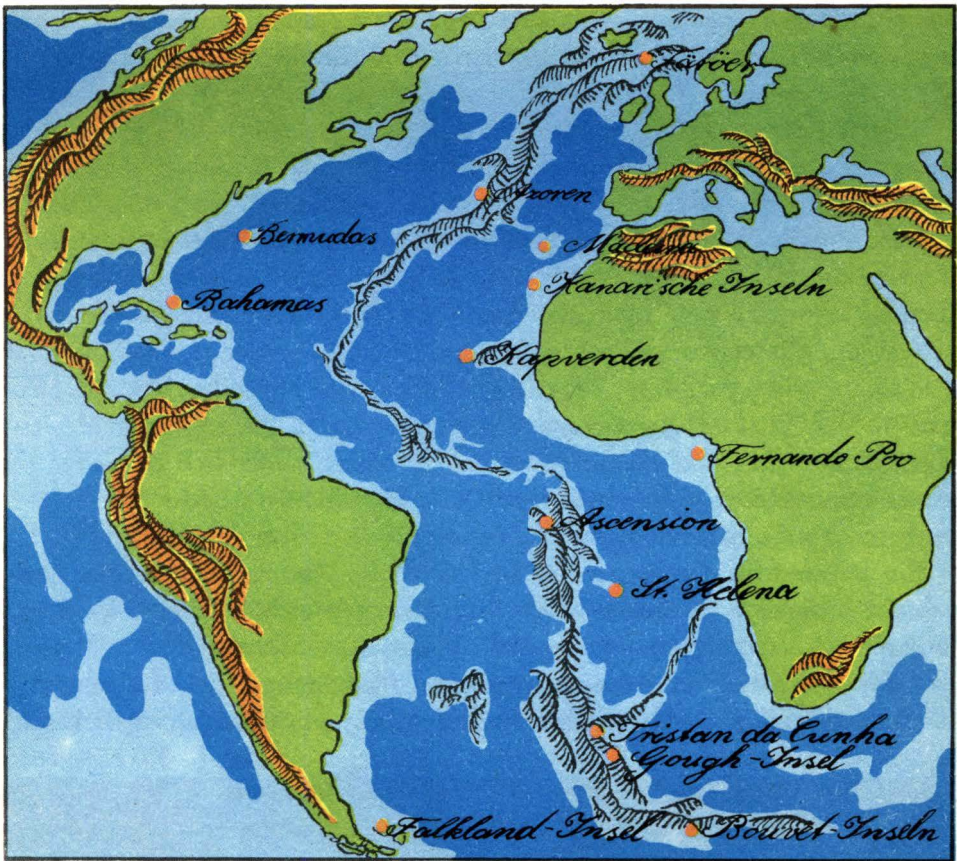 Färöer
Azoren
Bermudas
Madeira
Kanarische Inseln
Bahamas
Kapverden
Fernando Poo
Ascension
St. Helena
Tristan da Cunha
Gough-Insel
Falkland-Insel
Bouvet-Inseln